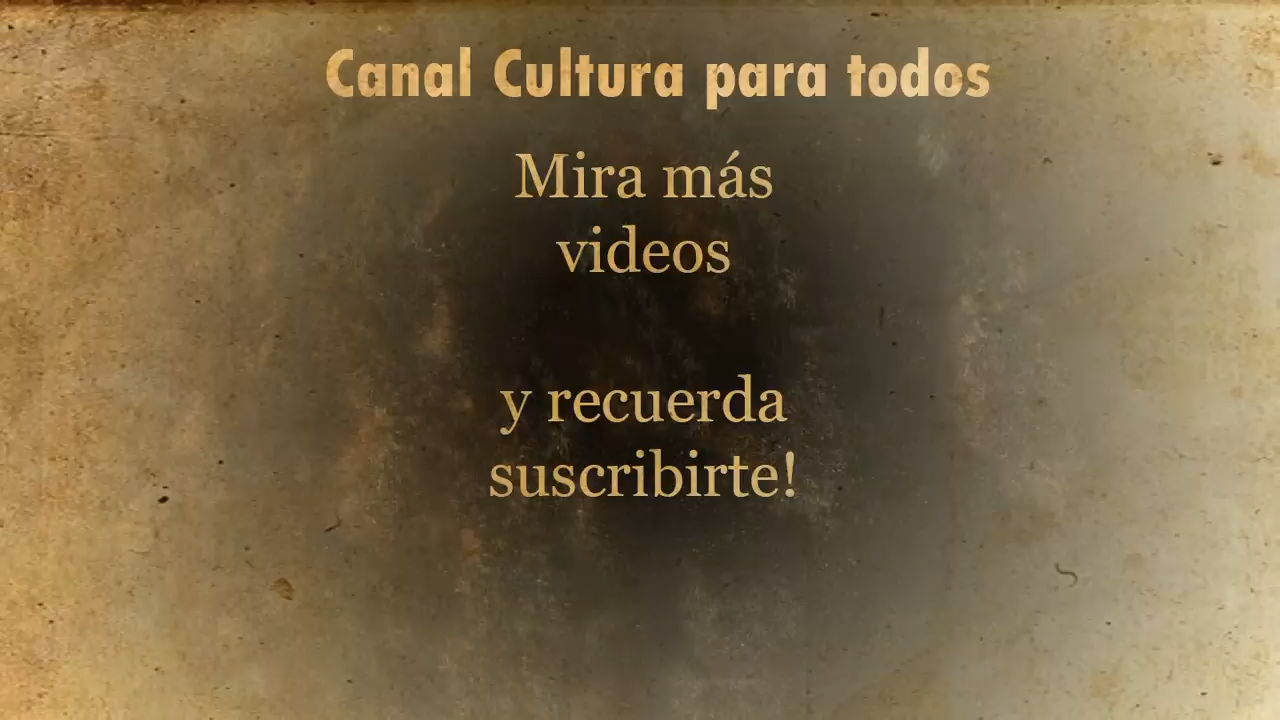 Canal Cultura para todos
Mira más
videos
y recuerda
suscribirte!